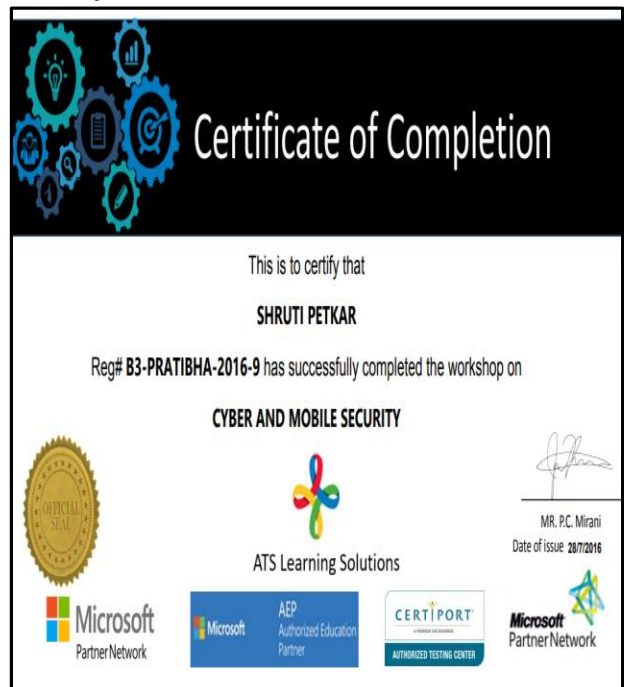 Certificate of Completion
This is to certify that
SHRUTI PETKAR
Reg# B3-PRATIBHA-2016-9 has successfully completed the workshop on
CYBER AND MOBILE SECURITY
OFFICIAL
SEAL
ATS Learning Solutions
MR. P.C. Mirani
Date of issue 28/7/2016
Microsoft
Partner Network
Microsoft
AEP
Authorized Education
Partner
CERTIPORT
AUTHORIZED TESTING CENTER
Microsoft
Partner Network